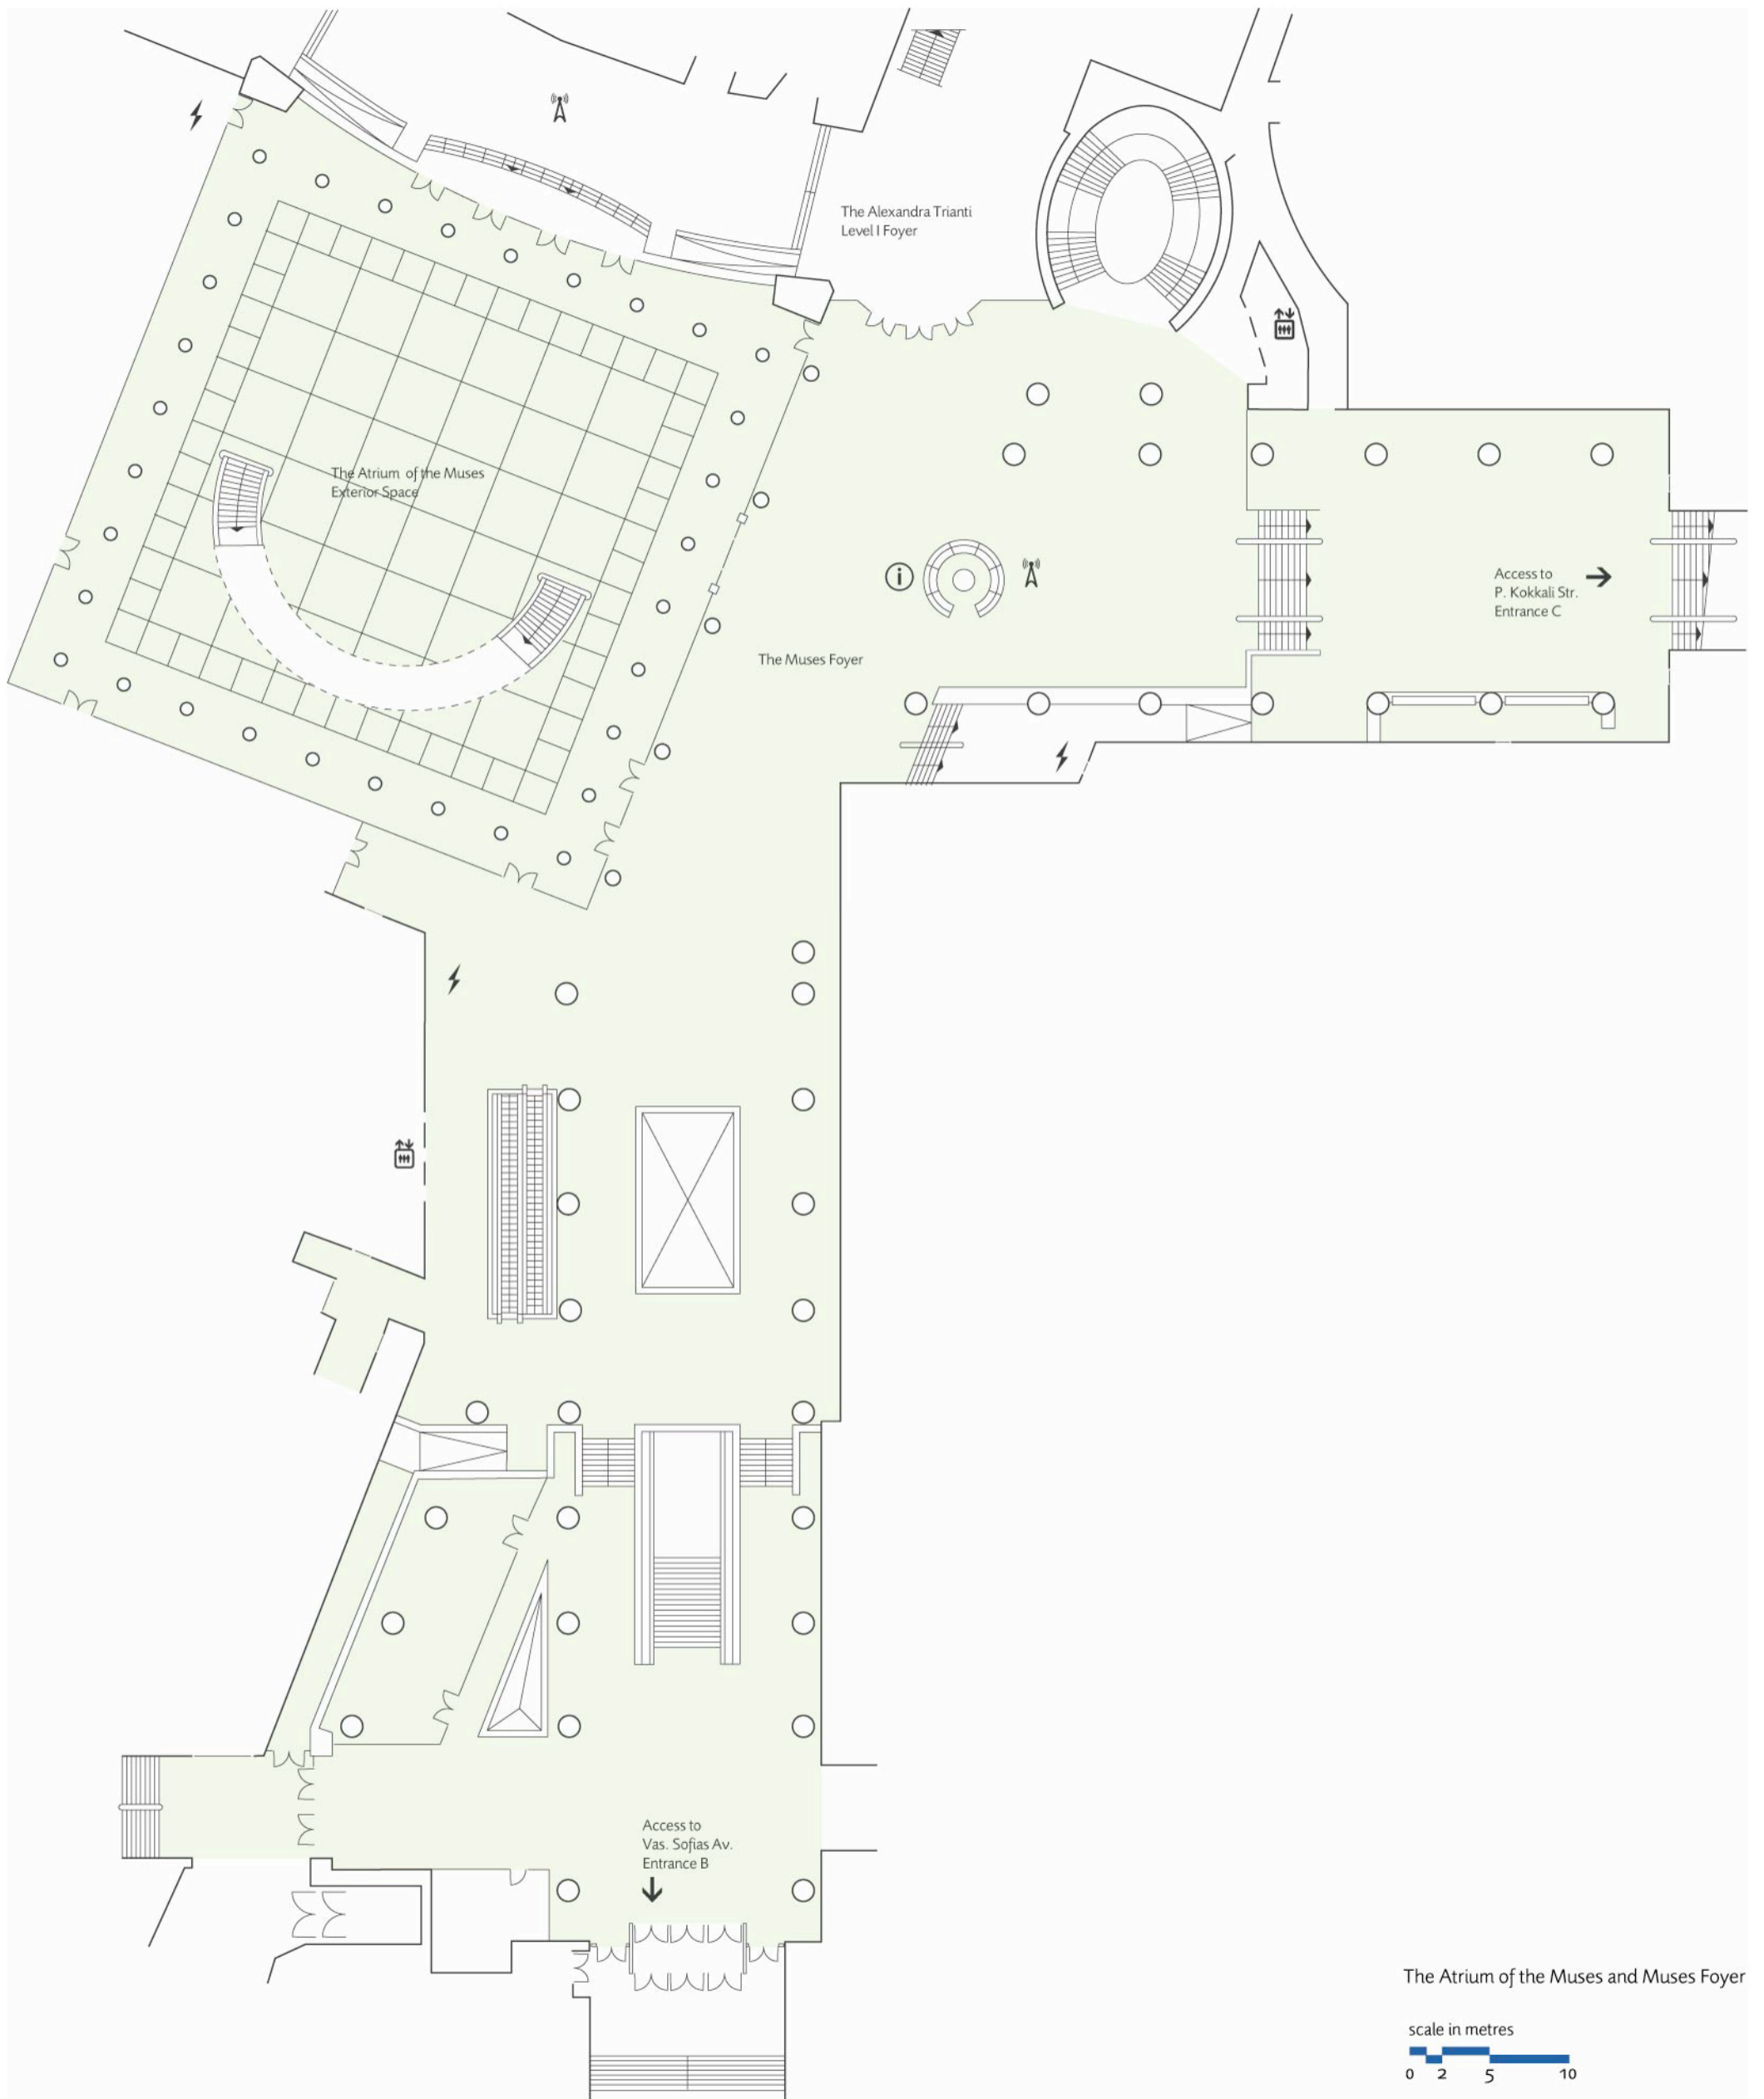 The Alexandra Trianti
Level I Foyer
The Atrium of the Muses
Exterior Space
i
Access to
P. Kokkali Str.
Entrance C
The Muses Foyer
Access to
Vas. Sofias Av.
Entrance B
The Atrium of the Muses and Muses Foyer
scale in metres
0 2 5 10